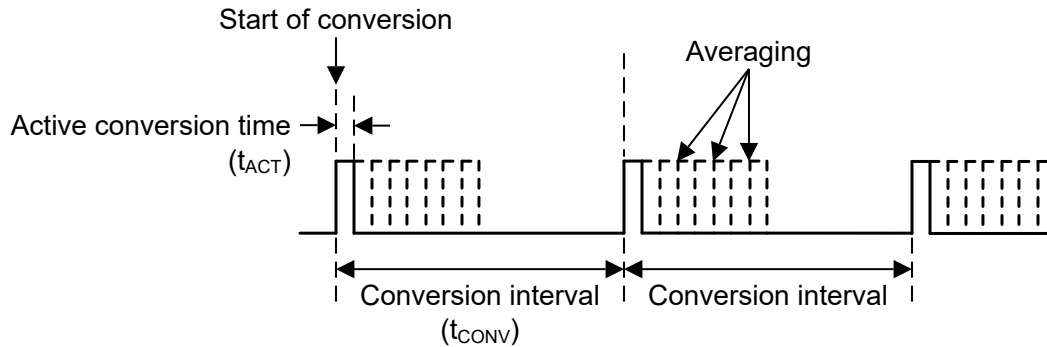 Start of conversion
Averaging
Active conversion time
(tACT)
Conversion interval
(tCONV)
Conversion interval